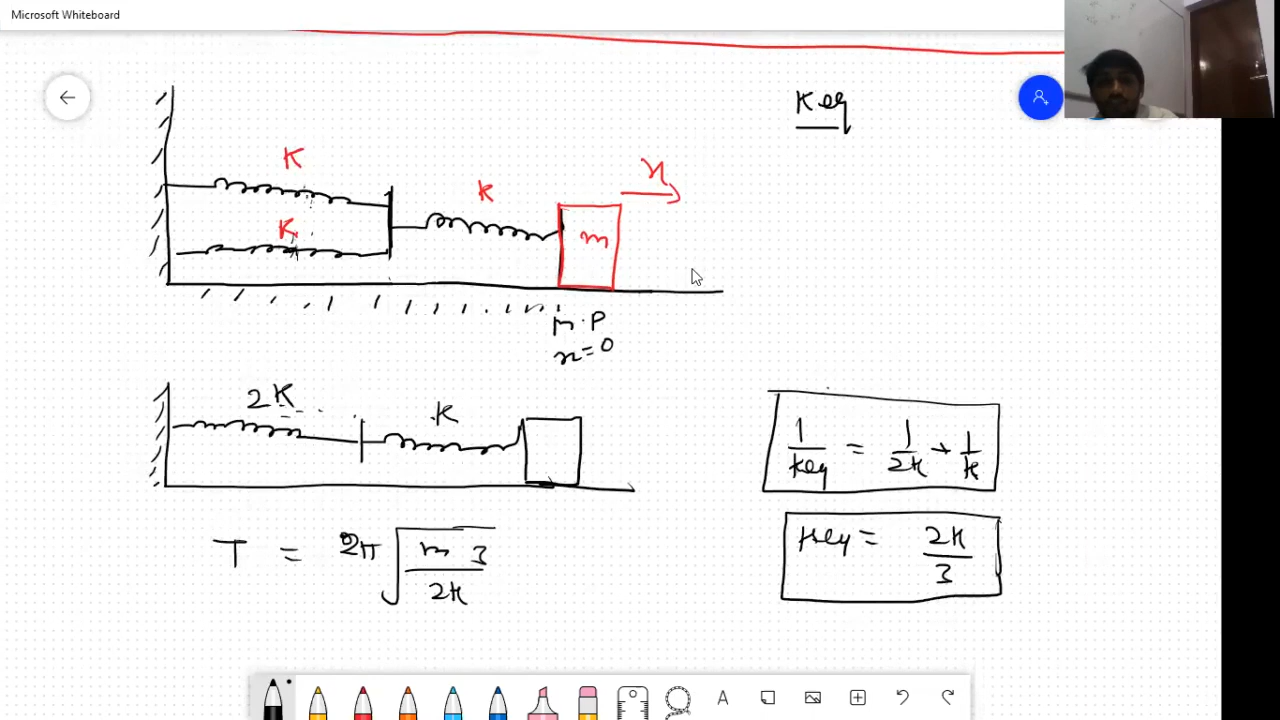 Microsoft Whiteboard
Keq
K
K
K
x
m
m.P
x=0
2K
K
1/Keq = 1/2K + 1/K
T = 2π√(m 3/2K)
Keq = 2K/3
A